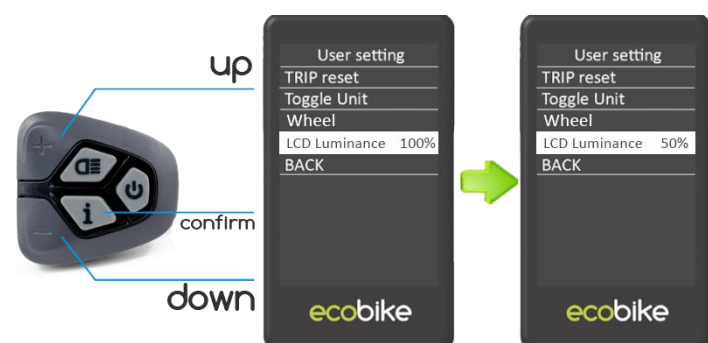 up
confirm
down
+
i
−
User setting
TRIP reset
Toggle Unit
Wheel
LCD Luminance 100%
BACK
ecobike
User setting
TRIP reset
Toggle Unit
Wheel
LCD Luminance 50%
BACK
ecobike